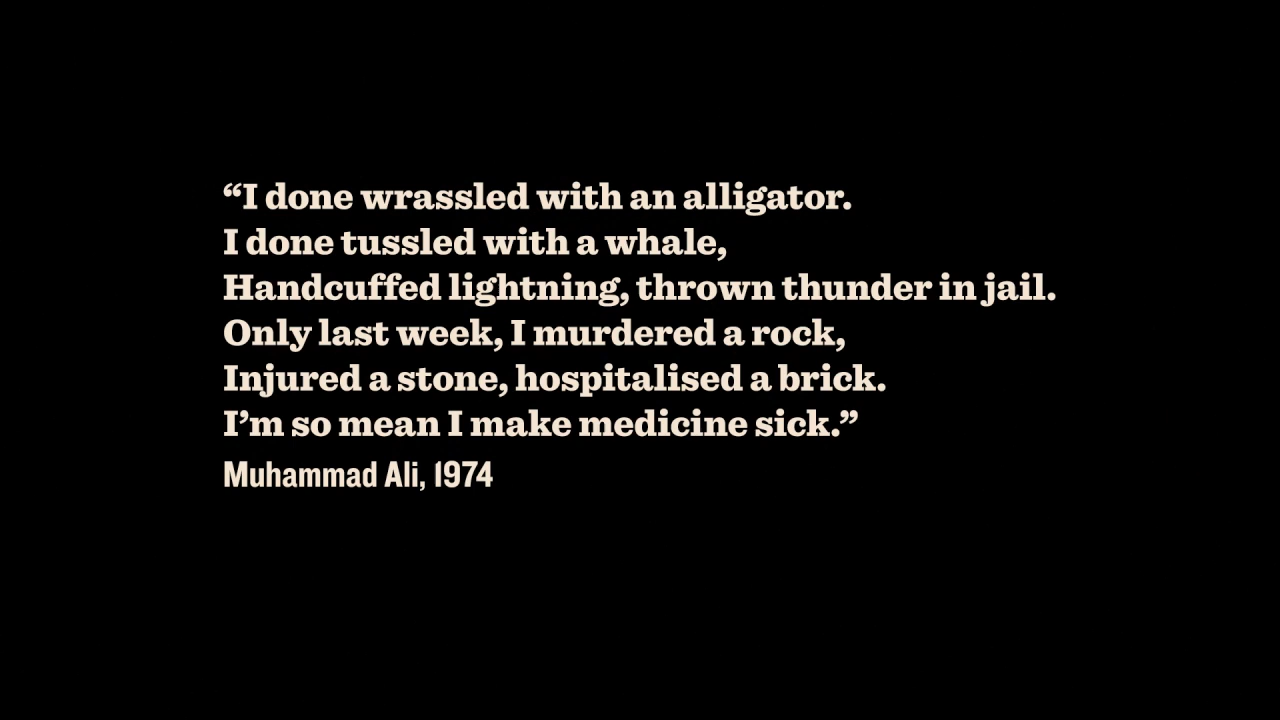 “I done wrassled with an alligator.
I done tussled with a whale,
Handcuffed lightning, thrown thunder in jail.
Only last week, I murdered a rock,
Injured a stone, hospitalised a brick.
I’m so mean I make medicine sick.”
Muhammad Ali, 1974